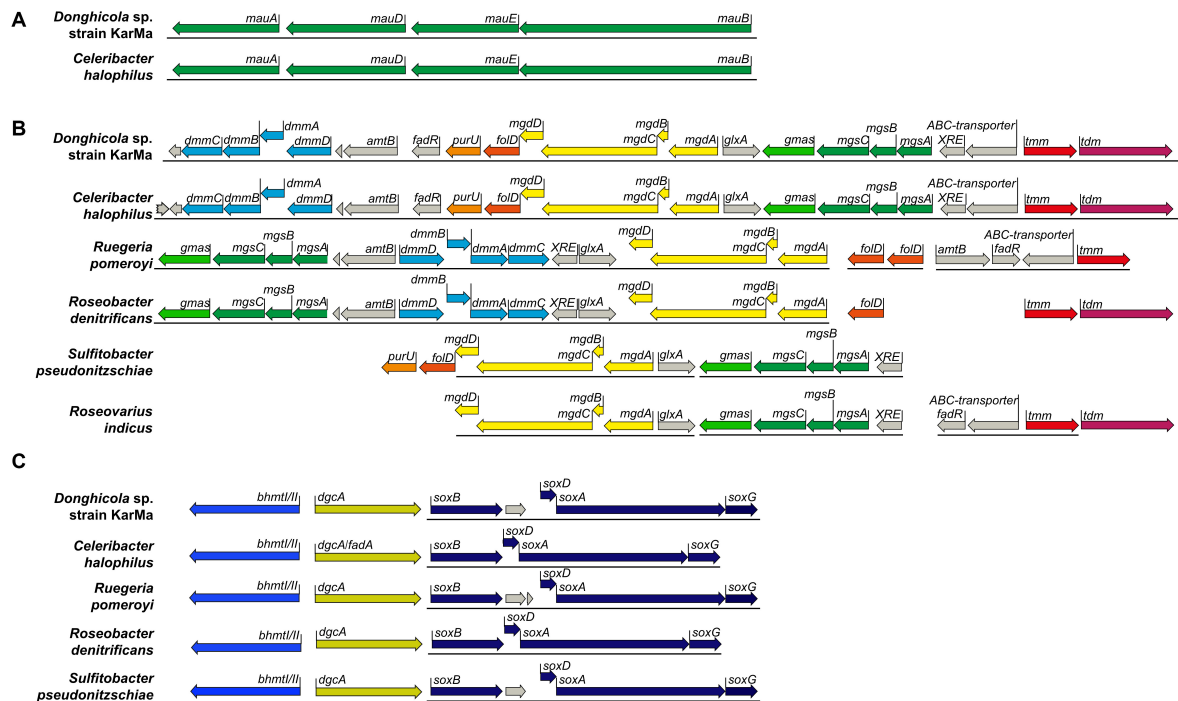 A
Donghicola sp.
strain KarMa
mauA mauD mauE mauB
Celeribacter
halophilus
mauA mauD mauE mauB
B
Donghicola sp.
strain KarMa
dmmC dmmB dmmA dmmD amtB fadR purU folD mgdD mgdC mgdB mgdA glxA gmas mgsC mgsB mgsA XRE ABC-transporter tmm tdm
Celeribacter
halophilus
dmmC dmmB dmmA dmmD amtB fadR purU folD mgdD mgdC mgdB mgdA glxA gmas mgsC mgsB mgsA XRE ABC-transporter tmm tdm
Ruegeria
pomeroyi
gmas mgsC mgsB mgsA amtB dmmD dmmB dmmA dmmC XRE glxA mgdD mgdC mgdB mgdA folD folD amtB fadR ABC-transporter tmm
Roseobacter
denitrificans
gmas mgsC mgsB mgsA amtB dmmD dmmB dmmA dmmC XRE glxA mgdD mgdC mgdB mgdA folD tmm tdm
Sulfitobacter
pseudonitzschiae
purU folD mgdD mgdC mgdB mgdA glxA gmas mgsC mgsB mgsA XRE
Roseovarius
indicus
mgdD mgdC mgdB mgdA glxA gmas mgsC mgsB mgsA XRE fadR ABC-transporter tmm tdm
C
Donghicola sp.
strain KarMa
bhmtI/II dgcA soxB soxD soxA soxG
Celeribacter
halophilus
bhmtI/II dgcA/fadA soxB soxD soxA soxG
Ruegeria
pomeroyi
bhmtI/II dgcA soxB soxD soxA soxG
Roseobacter
denitrificans
bhmtI/II dgcA soxB soxD soxA soxG
Sulfitobacter
pseudonitzschiae
bhmtI/II dgcA soxB soxD soxA soxG